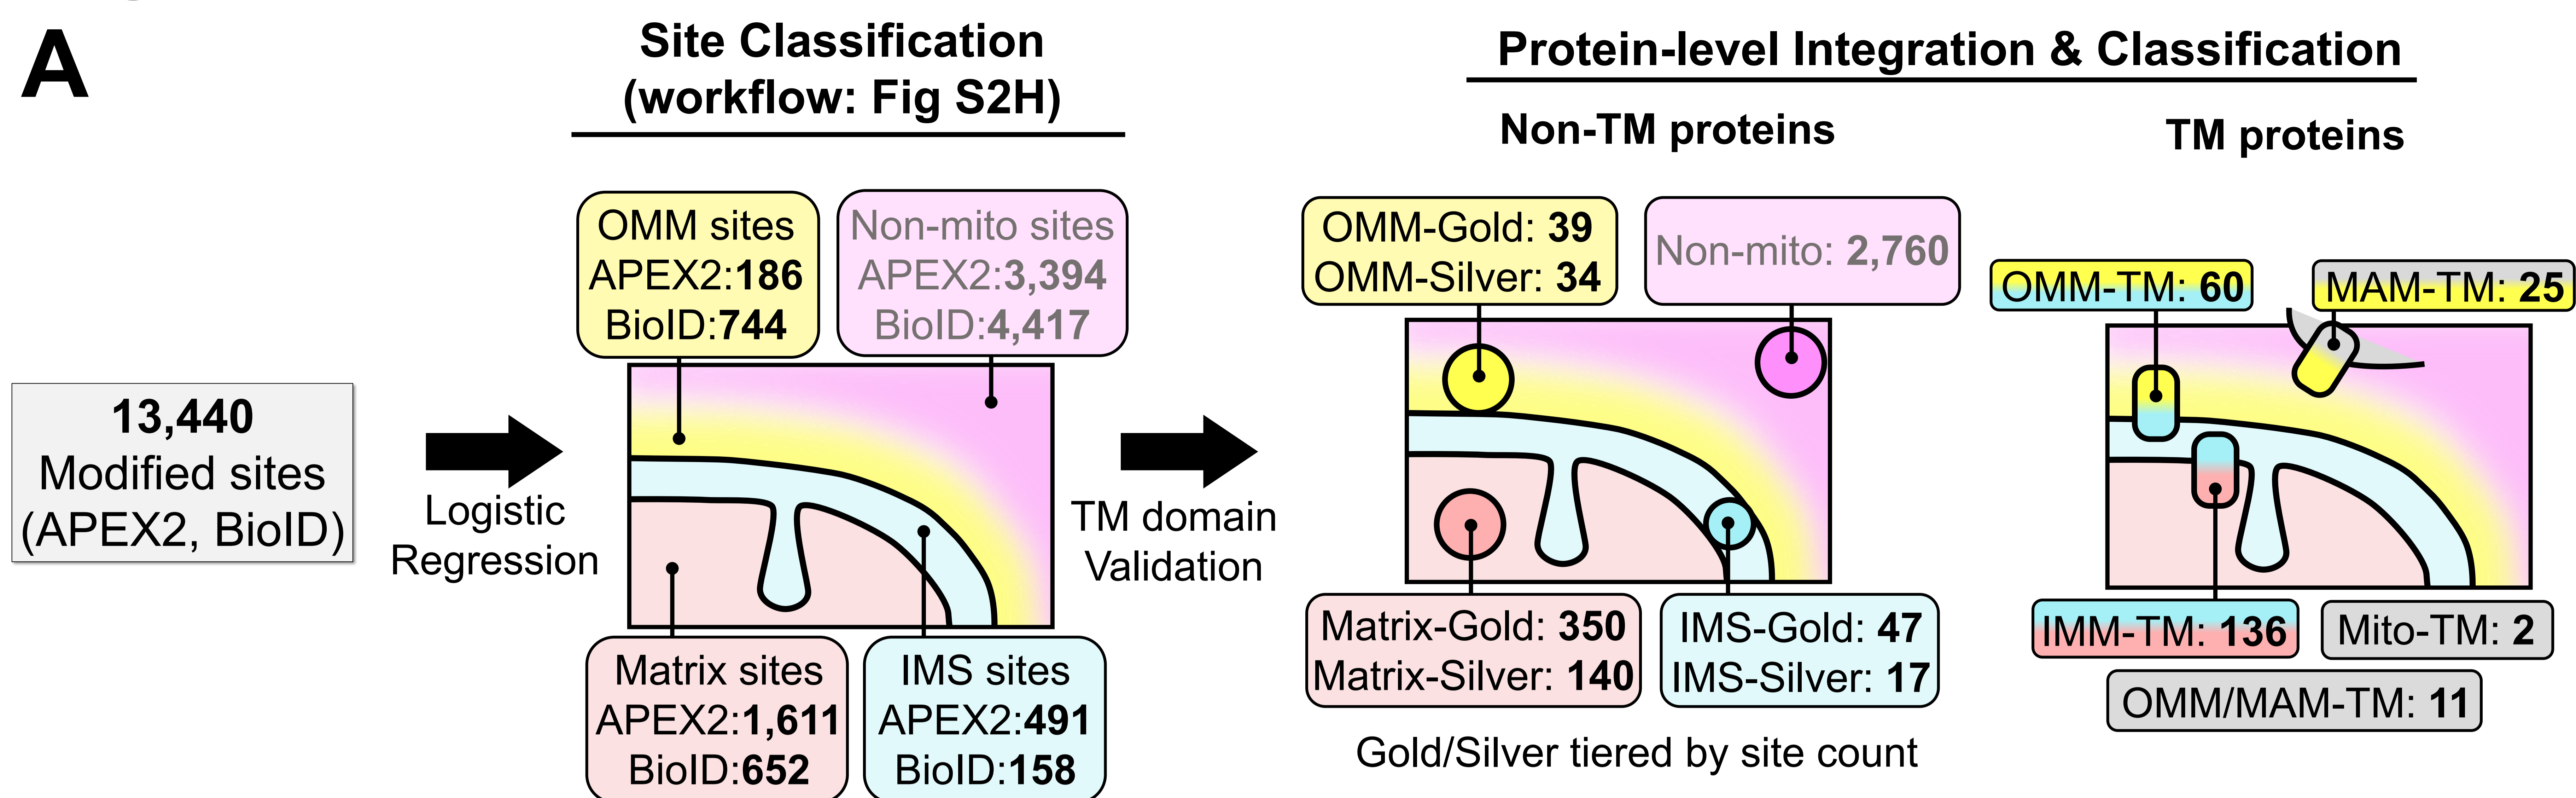 A
Site Classification
(workflow: Fig S2H)
Protein-level Integration & Classification
Non-TM proteins
TM proteins
13,440
Modified sites
(APEX2, BioID)
Logistic
Regression
OMM sites
APEX2:186
BioID:744
Non-mito sites
APEX2:3,394
BioID:4,417
Matrix sites
APEX2:1,611
BioID:652
IMS sites
APEX2:491
BioID:158
TM domain
Validation
OMM-Gold: 39
OMM-Silver: 34
Non-mito: 2,760
Matrix-Gold: 350
Matrix-Silver: 140
IMS-Gold: 47
IMS-Silver: 17
Gold/Silver tiered by site count
OMM-TM: 60
MAM-TM: 25
IMM-TM: 136
Mito-TM: 2
OMM/MAM-TM: 11